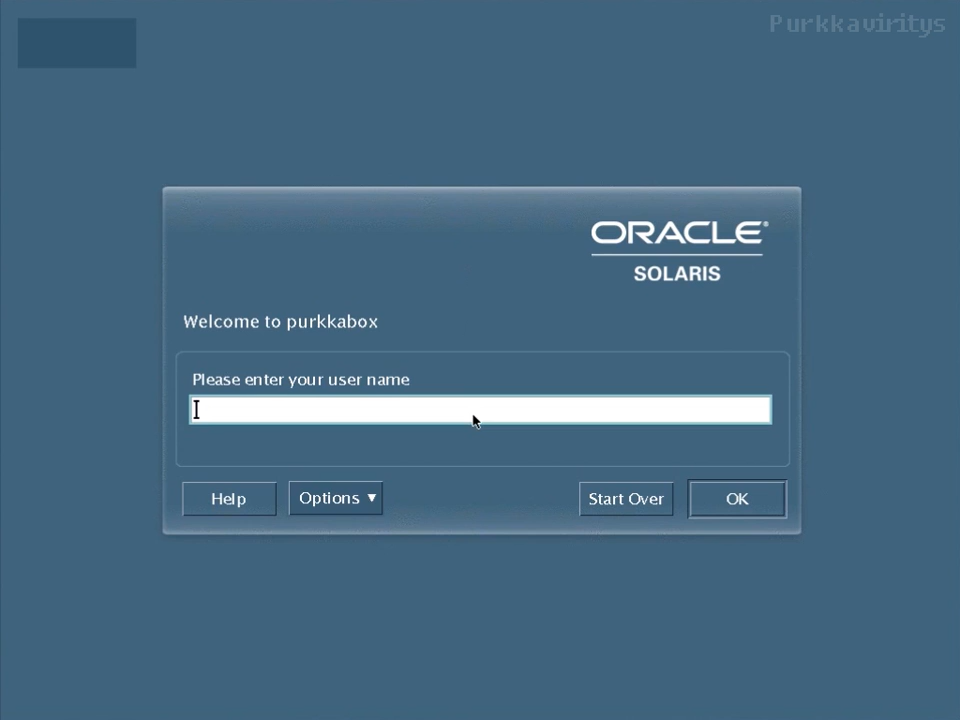 Purkkaviritys
ORACLE®
SOLARIS
Welcome to purkkabox
Please enter your user name
Help
Options ▼
Start Over
OK